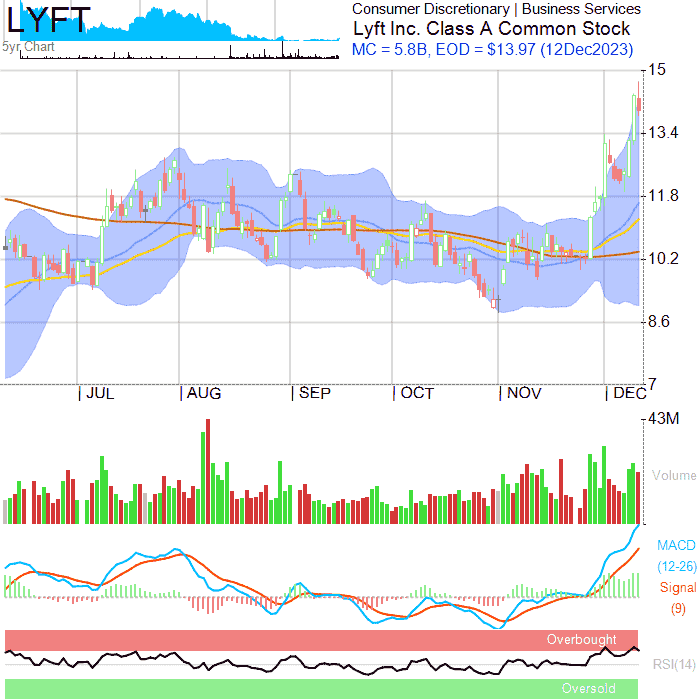 LYFT
5yr Chart
Consumer Discretionary | Business Services
Lyft Inc. Class A Common Stock
MC = 5.8B, EOD = $13.97 (12Dec2023)
15
13.4
11.8
10.2
8.6
7
JUL
AUG
SEP
OCT
NOV
DEC
43M
Volume
MACD
(12-26)
Signal
(9)
Overbought
RSI(14)
Oversold